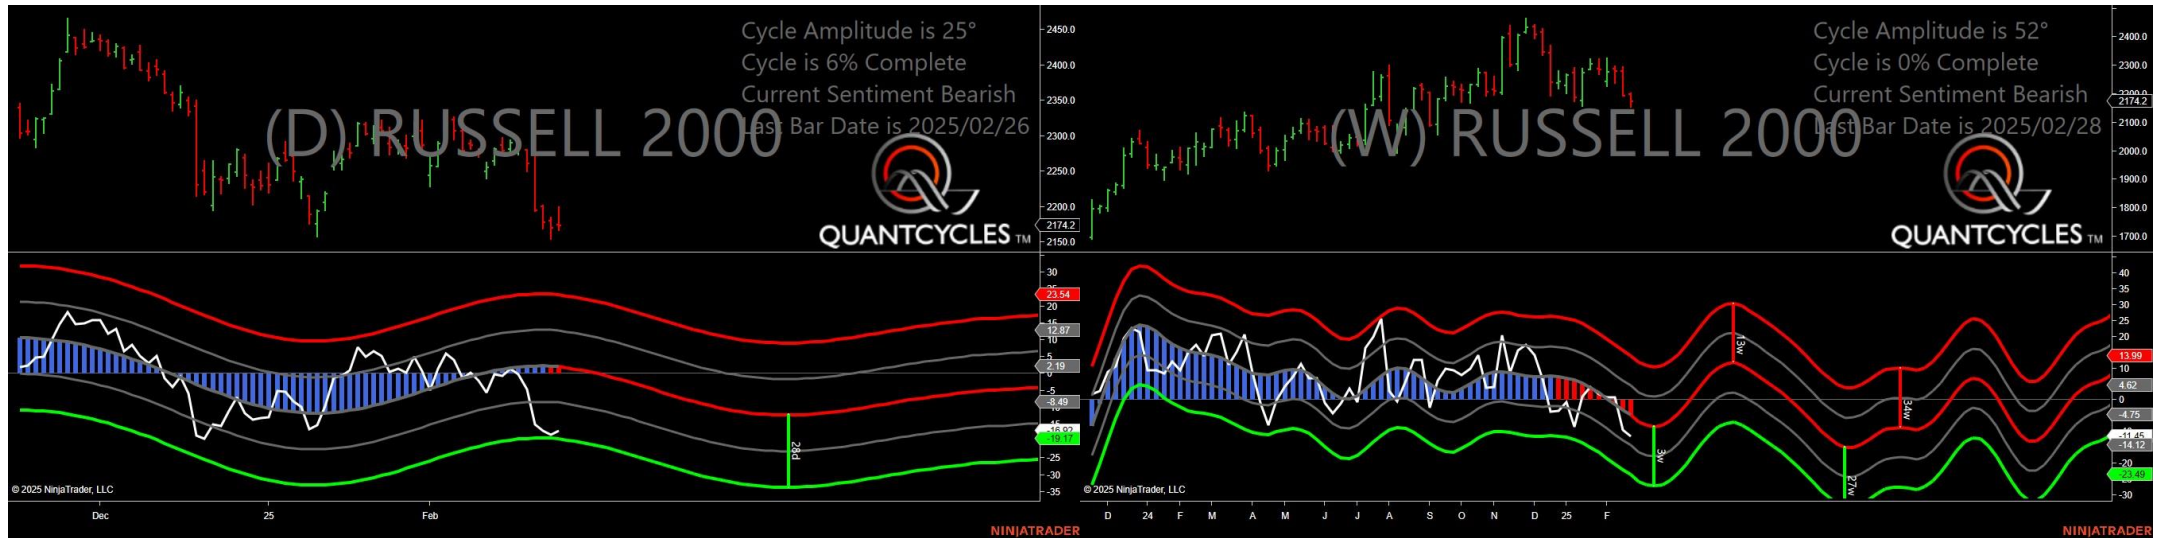 Cycle Amplitude is 25°
Cycle is 6% Complete
Current Sentiment Bearish
Last Bar Date is 2025/02/26
(D) RUSSELL 2000
QUANTCYCLES TM
2450.0
2400.0
2350.0
2300.0
2250.0
2200.0
2174.2
2150.0
30
23.54
20
12.87
10
5
2.19
-5
-8.49
-16.92
-19.17
-25
-30
-35
28d
© 2025 NinjaTrader, LLC
Dec
25
Feb
NINJATRADER
Cycle Amplitude is 52°
Cycle is 0% Complete
Current Sentiment Bearish
Last Bar Date is 2025/02/28
(W) RUSSELL 2000
QUANTCYCLES TM
2400.0
2300.0
2200.0
2174.2
2100.0
2000.0
1900.0
1800.0
1700.0
40
35
30
25
20
13.99
10
4.62
0
-4.75
-11.45
-14.12
-20
-23.49
-30
13w
34w
3w
27w
© 2025 NinjaTrader, LLC
D 24 F M A M J J A S O N D 25 F
NINJATRADER